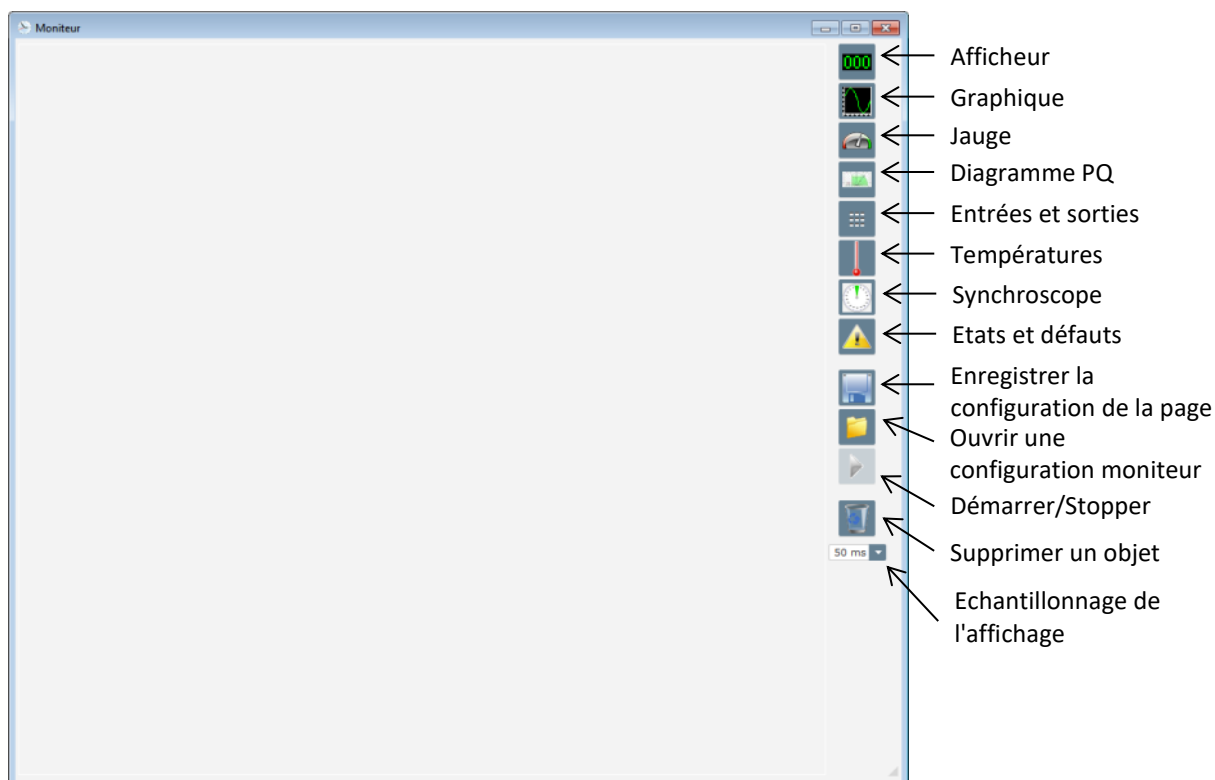 Moniteur
000
Afficheur
Graphique
Jauge
Diagramme PQ
Entrées et sorties
Températures
Synchroscope
Etats et défauts
Enregistrer la
configuration de la page
Ouvrir une
configuration moniteur
Démarrer/Stopper
Supprimer un objet
50 ms
Echantillonnage de
l'affichage